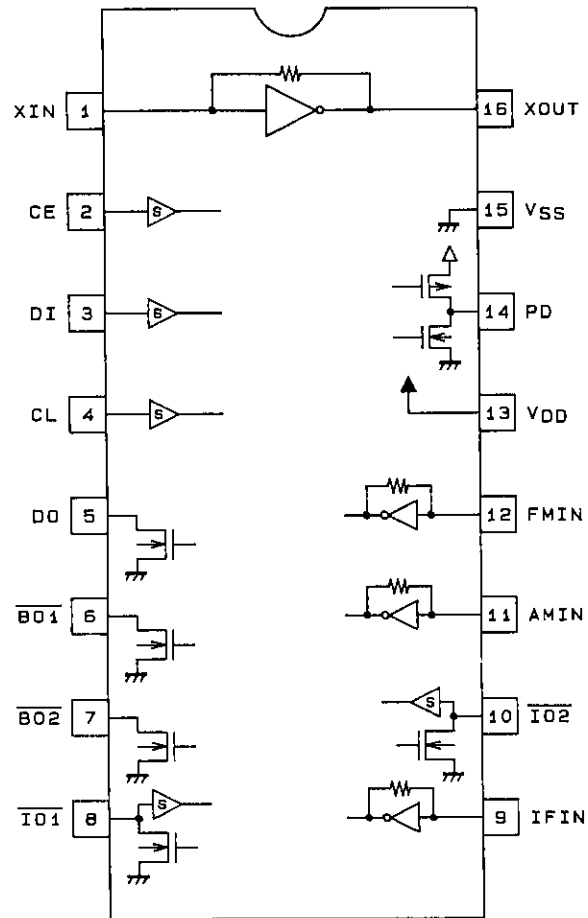 XIN 1 16 XOUT
CE 2 S 15 VSS
DI 3 S 14 PD
CL 4 S 13 VDD
DO 5 12 FMIN
BO1 6 11 AMIN
BO2 7 S 10 IO2
IO1 8 S 9 IFIN